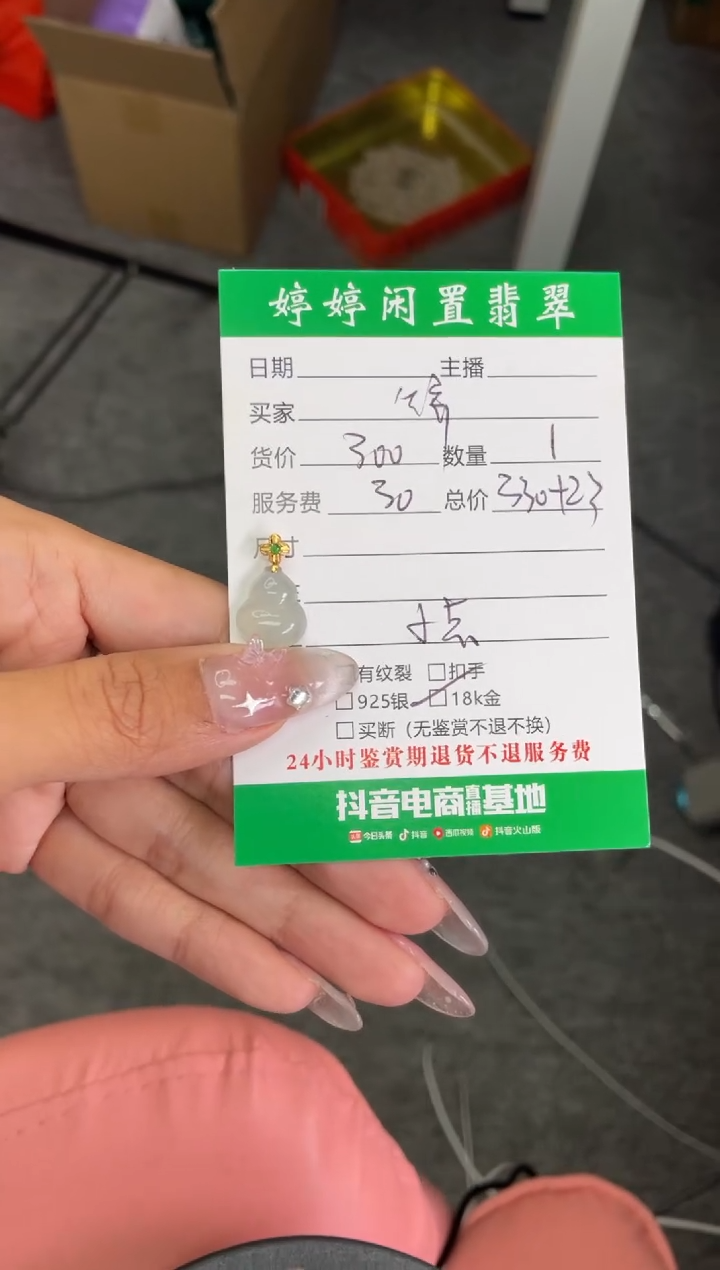 婷婷闲置翡翠
日期 主播
买家
货价 300 数量 1
服务费 30 总价 330+23
寸
有纹裂 扣手
925银 18k金
买断（无鉴赏不退不换）
24小时鉴赏期退货不退服务费
抖音电商直播基地
今日头条 抖音 西瓜视频 抖音火山版